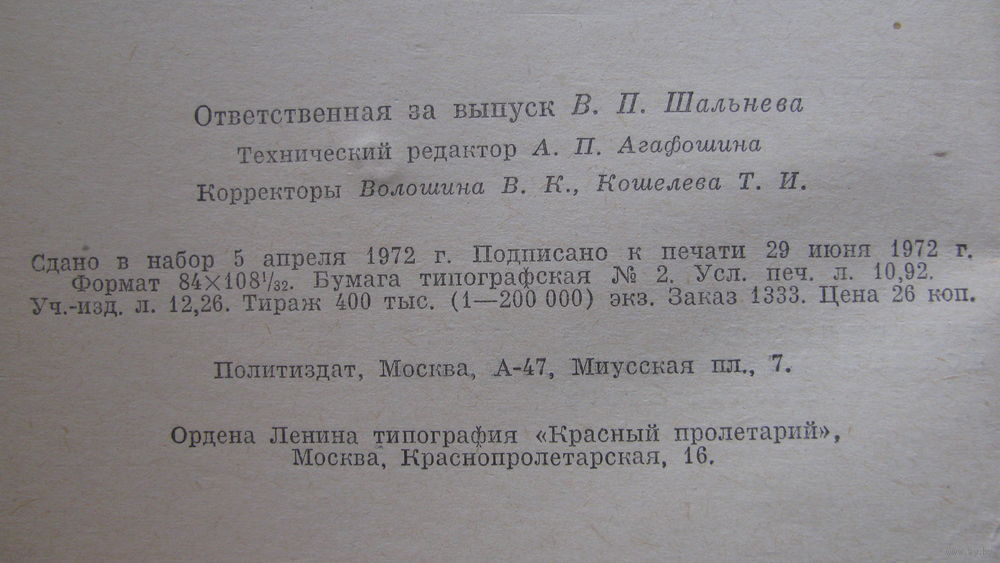 Ответственная за выпуск В. П. Шальнева
Технический редактор А. П. Агафошина
Корректоры Волошина В. К., Кошелева Т. И.
Сдано в набор 5 апреля 1972 г. Подписано к печати 29 июня 1972 г.
Формат 84×108¹/₃₂. Бумага типографская № 2. Усл. печ. л. 10,92.
Уч.-изд. л. 12,26. Тираж 400 тыс. (1—200 000) экз. Заказ 1333. Цена 26 коп.
Политиздат, Москва, А-47, Миусская пл., 7.
Ордена Ленина типография «Красный пролетарий»,
Москва, Краснопролетарская, 16.